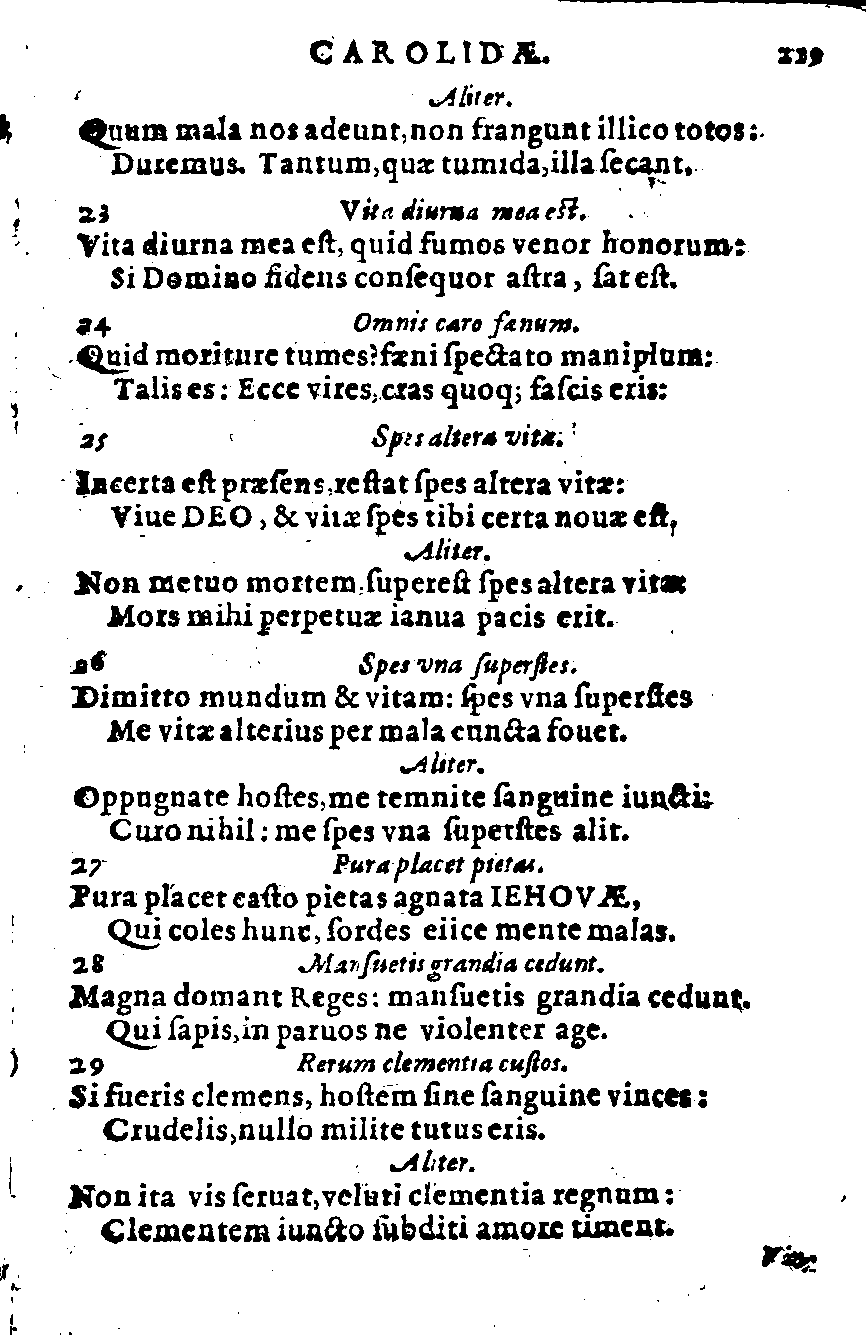 CAROLIDÆ. 219
Aliter.
Quum mala nos adeunt, non frangunt illico totos:
Duremus. Tantum, quæ tumida, illa ſecant.
23 Vita diurna mea eſt.
Vita diurna mea eſt, quid fumos venor honorum:
Si Domino fidens conſequor aſtra, ſat eſt.
24 Omnis caro fænum.
Quid moriture tumes? fæni ſpectato maniplum:
Talis es: Ecce vires, cras quoq; faſcis eris:
25 Spes altera vitæ.
Incerta eſt præſens, reſtat ſpes altera vitæ:
Viue DEO, & vitæ ſpes tibi certa nouæ eſt,
Aliter.
Non metuo mortem, ſupereſt ſpes altera vitæ:
Mors mihi perpetuæ ianua pacis erit.
26 Spes vna ſuperſtes.
Dimitto mundum & vitam: ſpes vna ſuperſtes
Me vitæ alterius per mala cuncta fouet.
Aliter.
Oppugnate hoſtes, me temnite ſanguine iuncti:
Curo nihil: me ſpes vna ſuperſtes alit.
27 Pura placet pietas.
Pura placet caſto pietas agnata IEHOVÆ,
Qui coles hunc, ſordes eiice mente malas.
28 Manſuetis grandia cedunt.
Magna domant Reges: manſuetis grandia cedunt.
Qui ſapis, in paruos ne violenter age.
29 Rerum clementia cuſtos.
Si fueris clemens, hoſtem ſine ſanguine vinces:
Crudelis, nullo milite tutus eris.
Aliter.
Non ita vis ſeruat, veluti clementia regnum:
Clementem iuncto ſubditi amore timent.